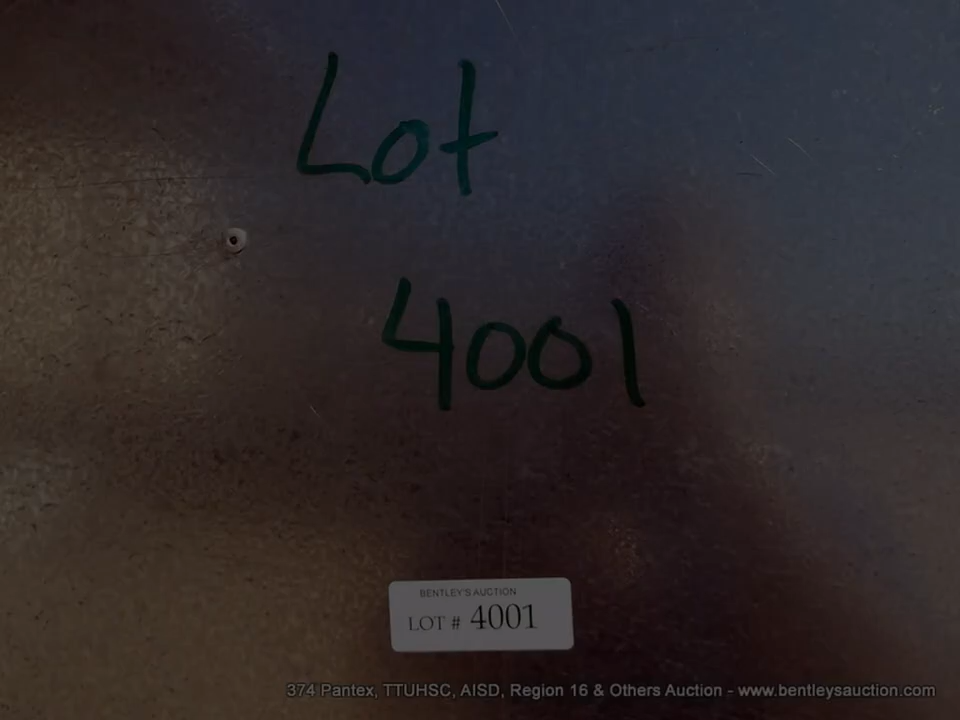 Lot
4001
BENTLEY'S AUCTION
LOT # 4001
374 Pantex, TTUHSC, AISD, Region 16 & Others Auction - www.bentleysauction.com